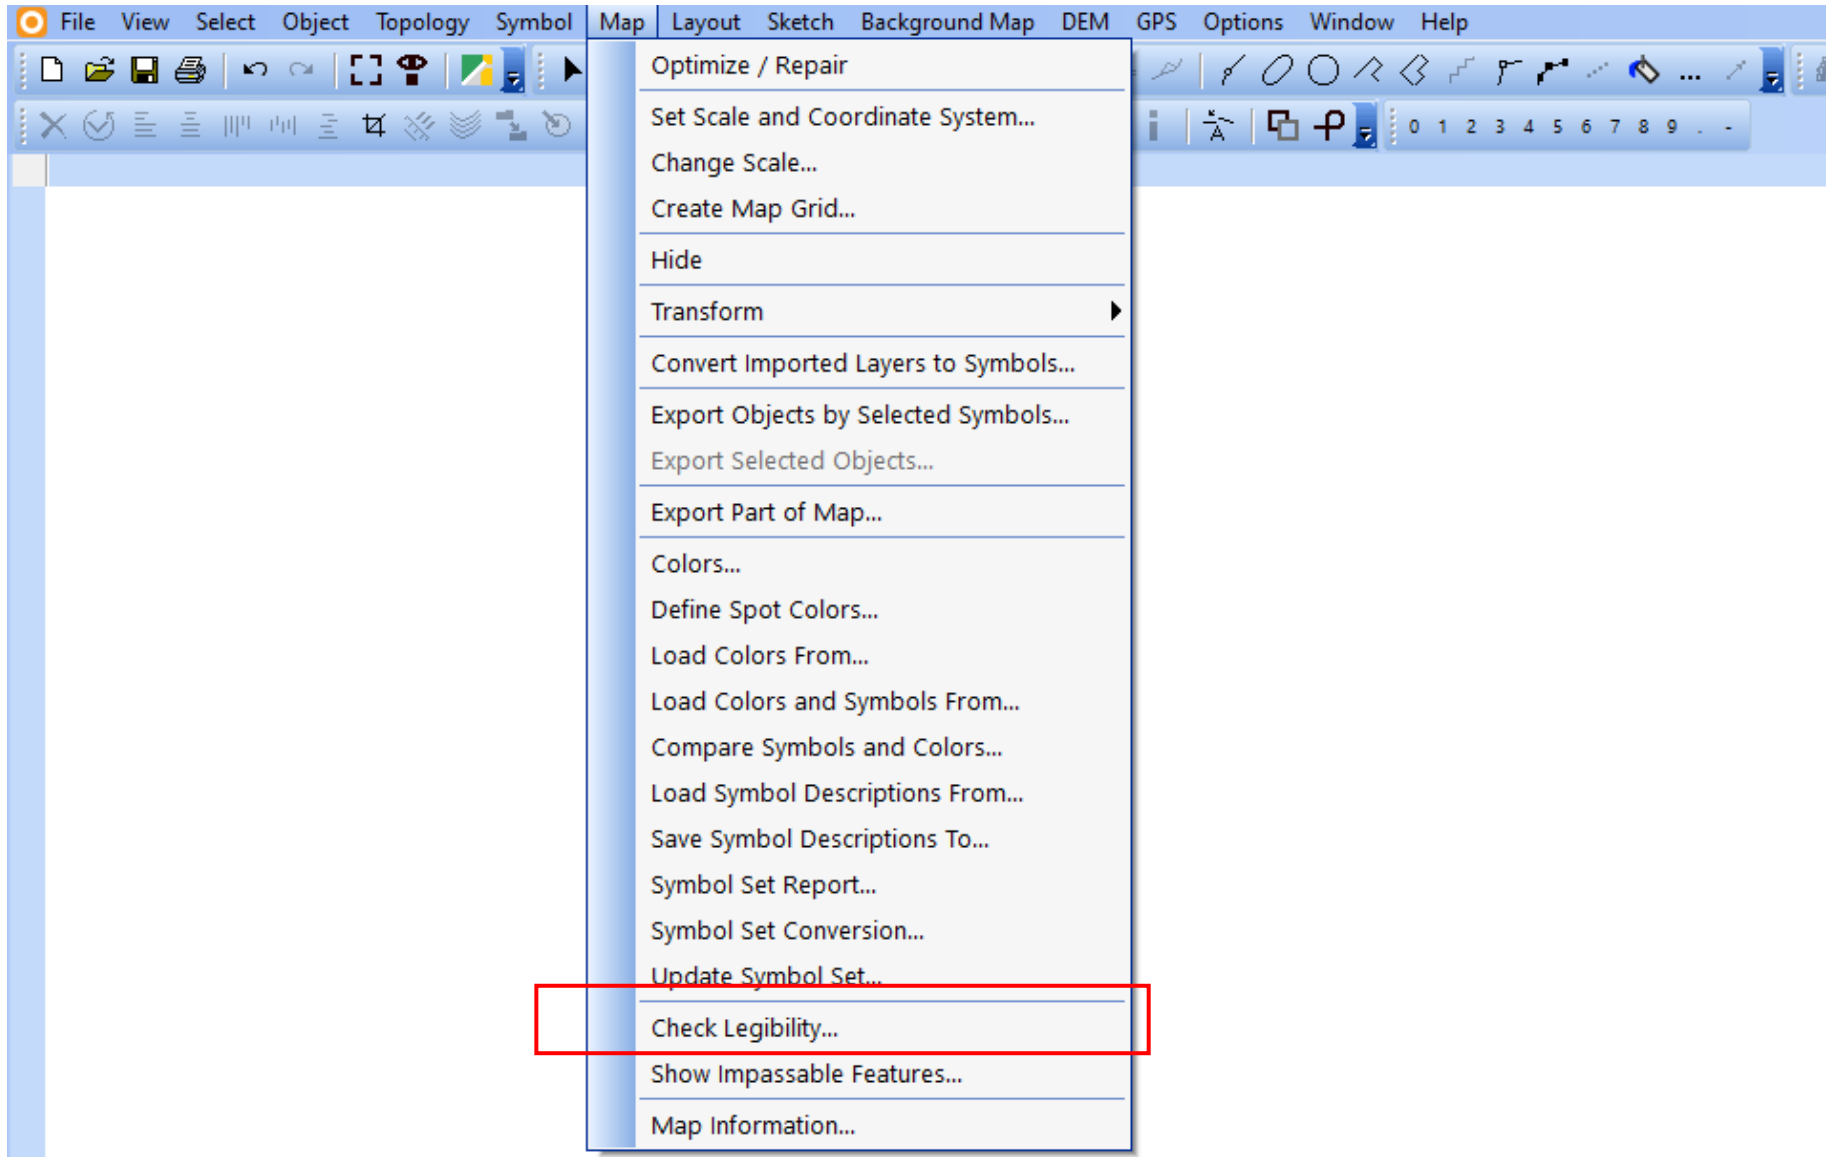 File View Select Object Topology Symbol Map Layout Sketch Background Map DEM GPS Options Window Help
0 1 2 3 4 5 6 7 8 9 . -
Optimize / Repair
Set Scale and Coordinate System...
Change Scale...
Create Map Grid...
Hide
Transform
Convert Imported Layers to Symbols...
Export Objects by Selected Symbols...
Export Selected Objects...
Export Part of Map...
Colors...
Define Spot Colors...
Load Colors From...
Load Colors and Symbols From...
Compare Symbols and Colors...
Load Symbol Descriptions From...
Save Symbol Descriptions To...
Symbol Set Report...
Symbol Set Conversion...
Update Symbol Set...
Check Legibility...
Show Impassable Features...
Map Information...